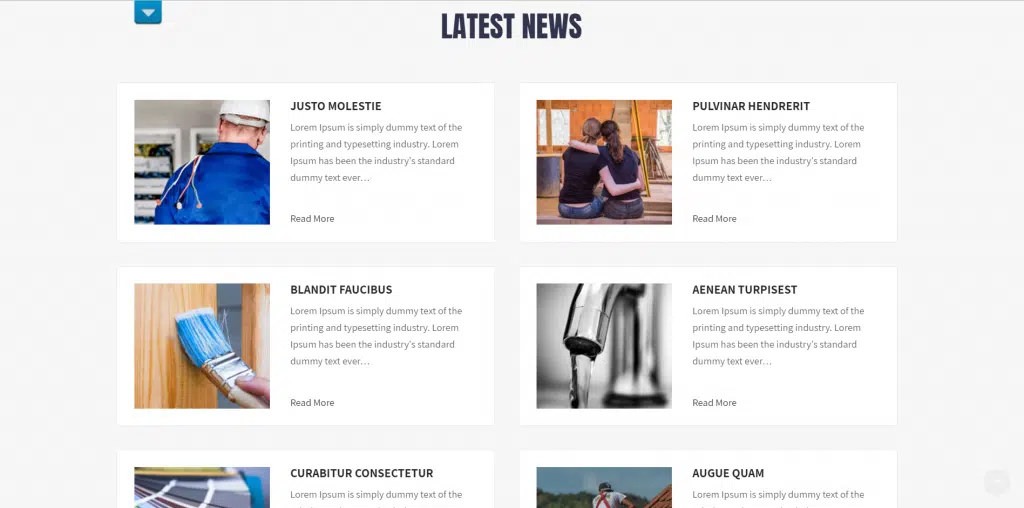 LATEST NEWS
JUSTO MOLESTIE
Lorem Ipsum is simply dummy text of the
printing and typesetting industry. Lorem
Ipsum has been the industry's standard
dummy text ever…
Read More
PULVINAR HENDRERIT
Lorem Ipsum is simply dummy text of the
printing and typesetting industry. Lorem
Ipsum has been the industry's standard
dummy text ever…
Read More
BLANDIT FAUCIBUS
Lorem Ipsum is simply dummy text of the
printing and typesetting industry. Lorem
Ipsum has been the industry's standard
dummy text ever…
Read More
AENEAN TURPISEST
Lorem Ipsum is simply dummy text of the
printing and typesetting industry. Lorem
Ipsum has been the industry's standard
dummy text ever…
Read More
CURABITUR CONSECTETUR
Lorem Ipsum is simply dummy text of the
AUGUE QUAM
Lorem Ipsum is simply dummy text of the